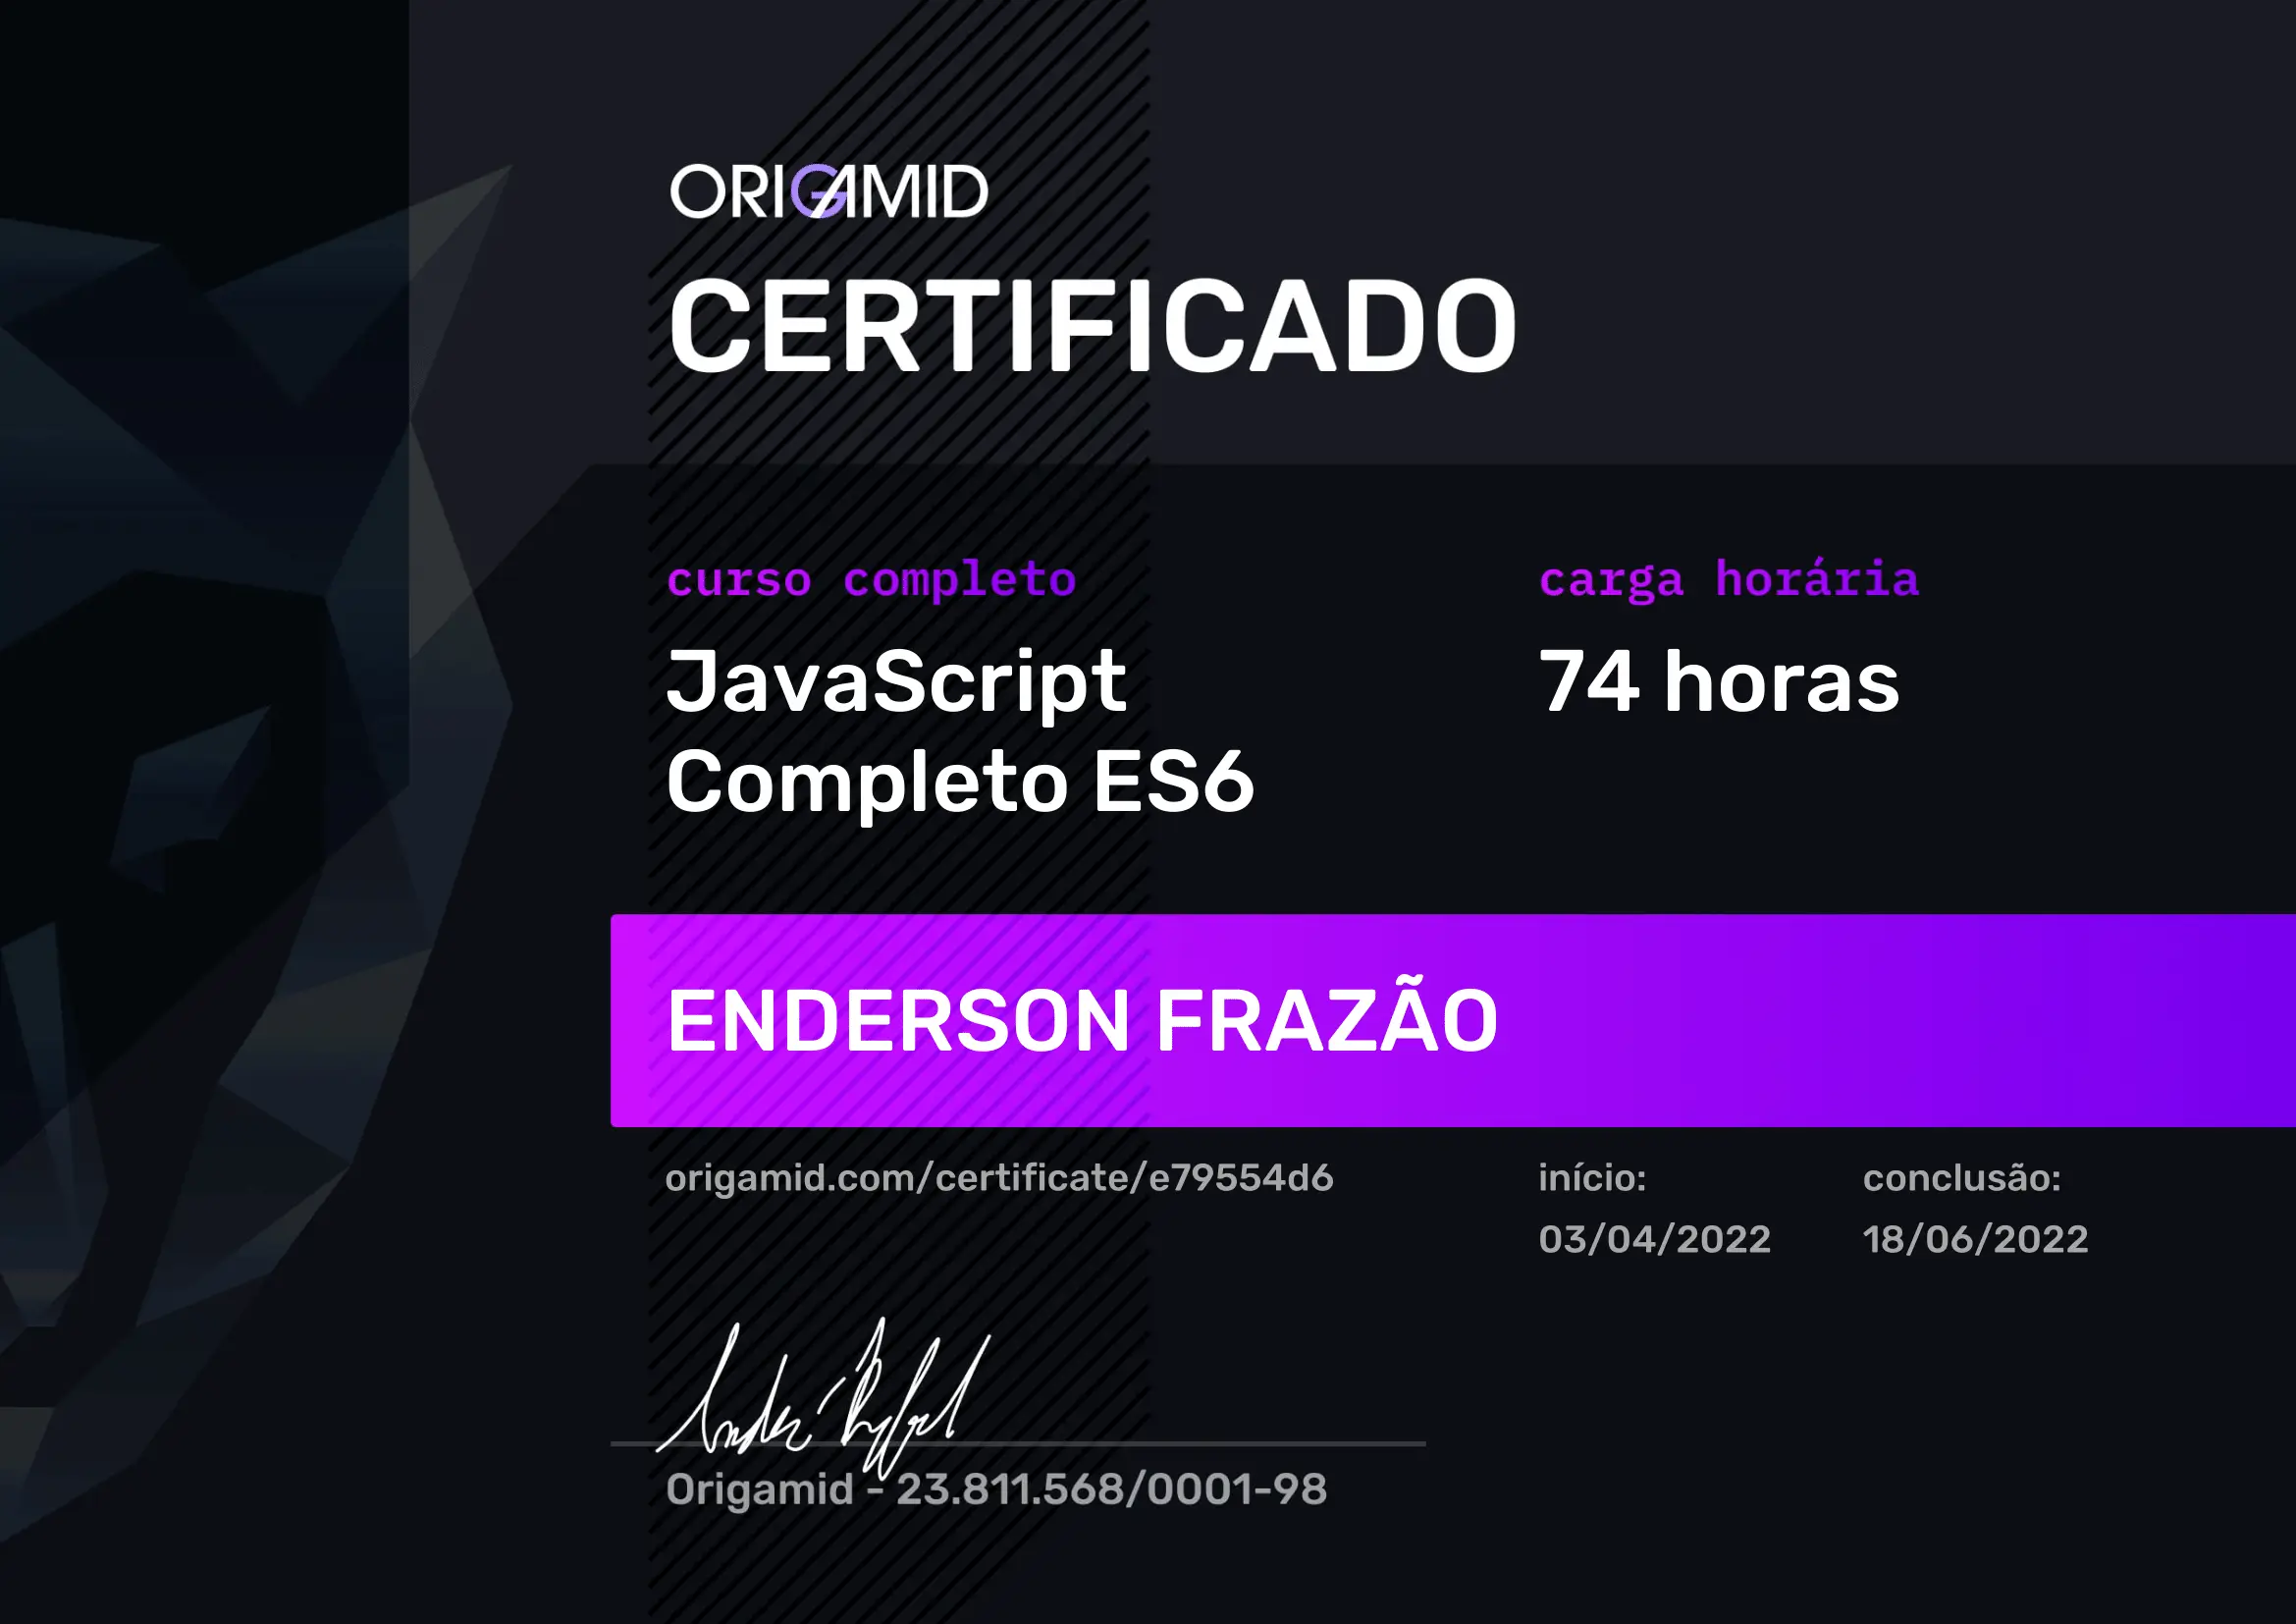 ORIGAMID
CERTIFICADO
curso completo
JavaScript
Completo ES6
carga horária
74 horas
ENDERSON FRAZÃO
origamid.com/certificate/e79554d6
início:
03/04/2022
conclusão:
18/06/2022
Origamid - 23.811.568/0001-98